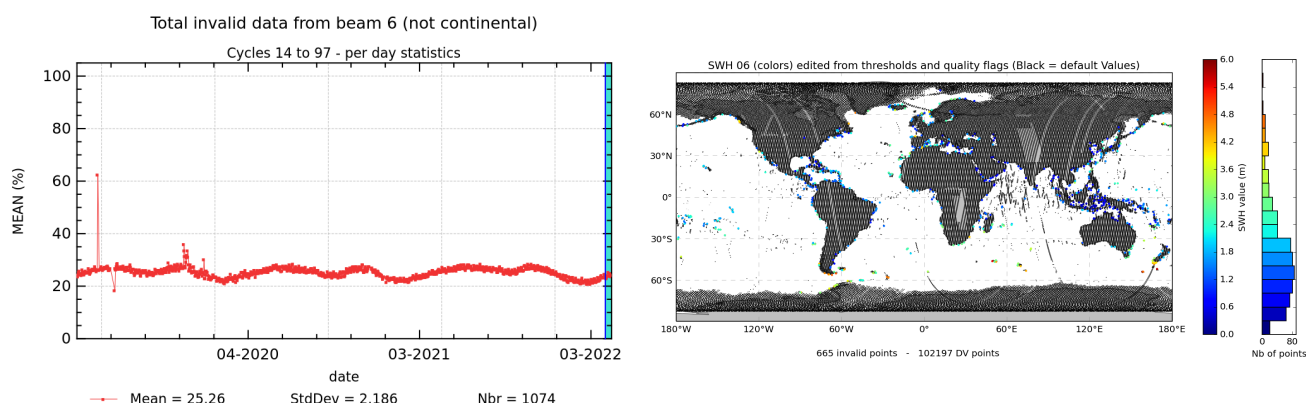 Total invalid data from beam 6 (not continental)
Cycles 14 to 97 - per day statistics
MEAN (%)
100
80
60
40
20
0
04-2020
03-2021
03-2022
date
Mean = 25.26 StdDev = 2.186 Nbr = 1074
SWH 06 (colors) edited from thresholds and quality flags (Black = default Values)
60°N
30°N
0°
30°S
60°S
180°W
120°W
60°W
0°
60°E
120°E
180°E
665 invalid points - 102197 DV points
6.0
5.4
4.8
4.2
3.6
3.0
2.4
1.8
1.2
0.6
0.0
SWH value (m)
0 80
Nb of points